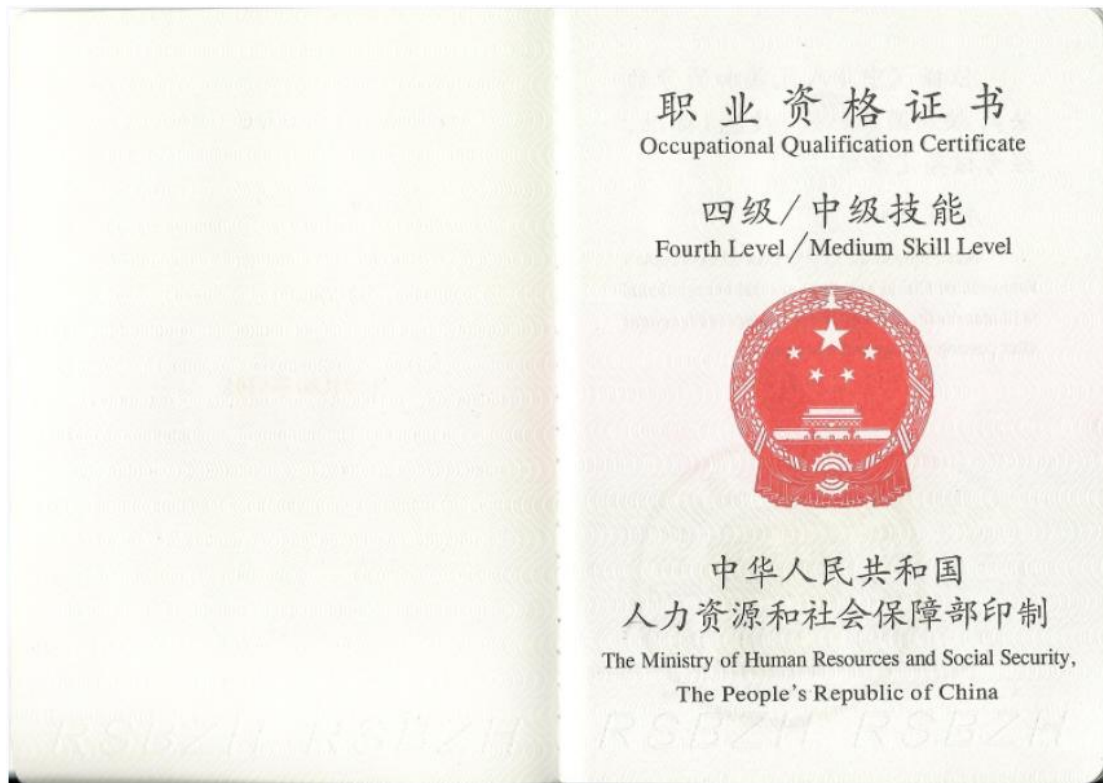 职业资格证书
Occupational Qualification Certificate
四级/中级技能
Fourth Level/Medium Skill Level
中华人民共和国
人力资源和社会保障部印制
The Ministry of Human Resources and Social Security,
The People's Republic of China
RSBZH RSBZH RSBZH RSBZH